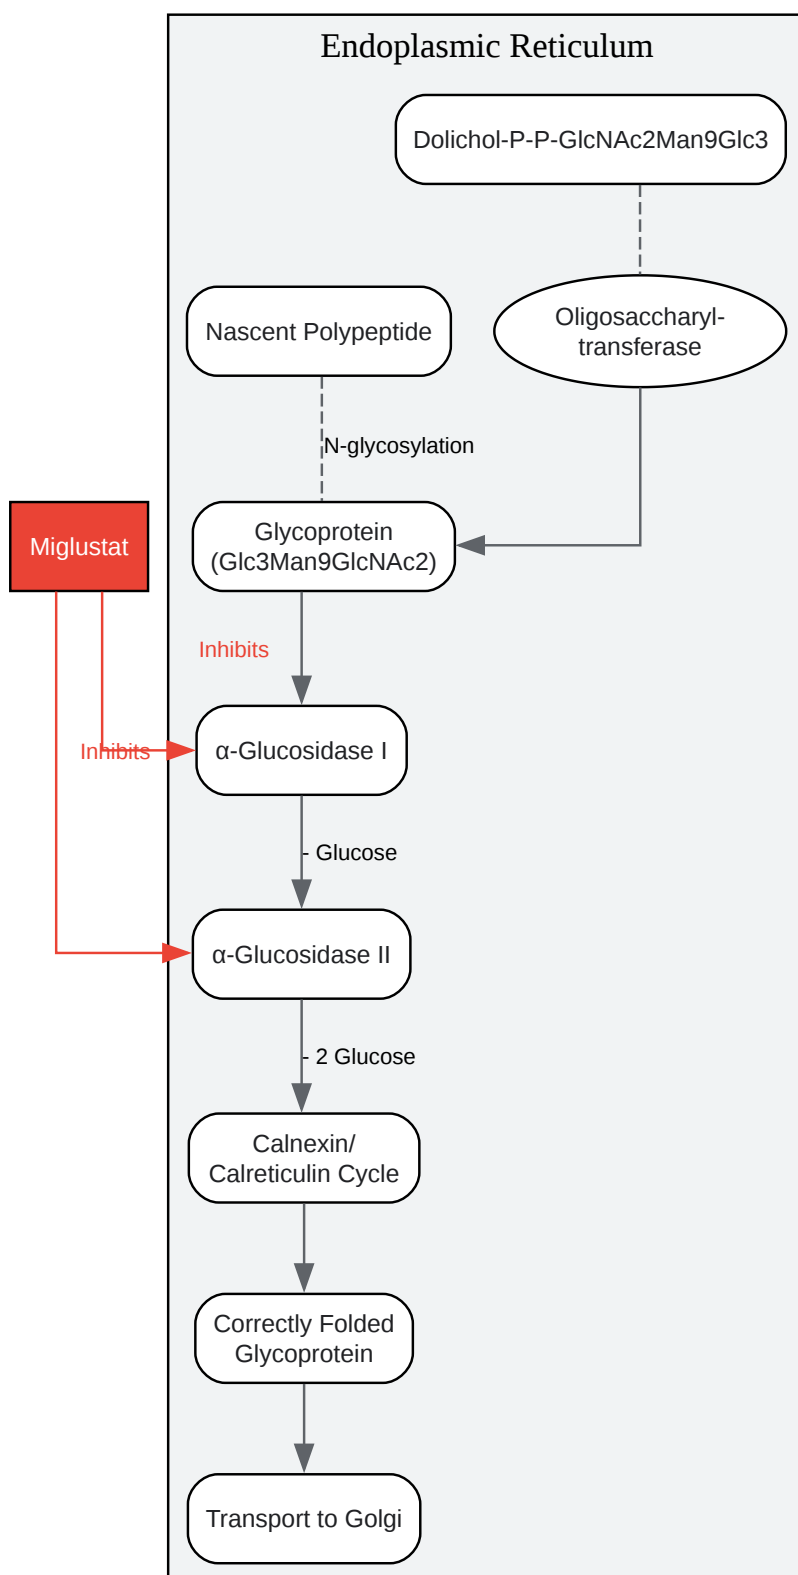 Endoplasmic Reticulum
Dolichol-P-P-GlcNAc2Man9Glc3
Oligosaccharyl-
transferase
Nascent Polypeptide
N-glycosylation
Miglustat
Glycoprotein
(Glc3Man9GlcNAc2)
Inhibits
Inhibits
α-Glucosidase I
- Glucose
α-Glucosidase II
- 2 Glucose
Calnexin/
Calreticulin Cycle
Correctly Folded
Glycoprotein
Transport to Golgi